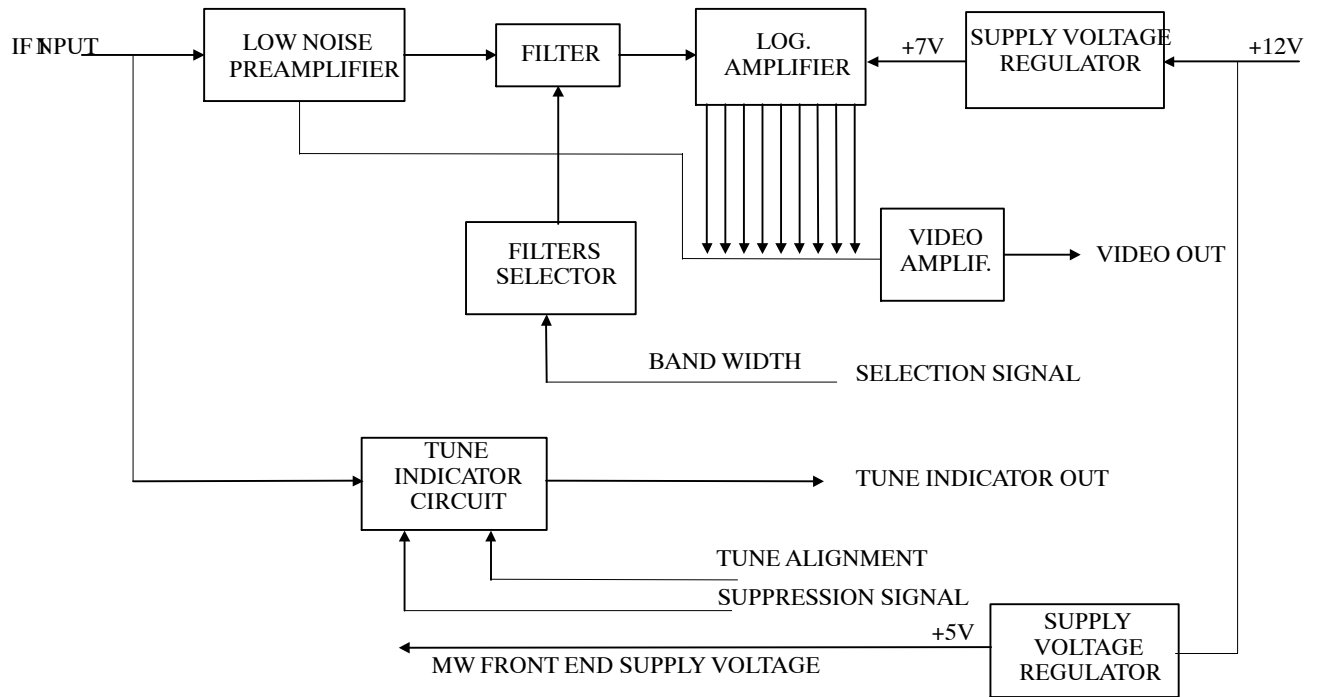 IF INPUT
LOW NOISE
PREAMPLIFIER
FILTER
LOG.
AMPLIFIER
+7V
SUPPLY VOLTAGE
REGULATOR
+12V
FILTERS
SELECTOR
VIDEO
AMPLIF.
VIDEO OUT
BAND WIDTH
SELECTION SIGNAL
TUNE
INDICATOR
CIRCUIT
TUNE INDICATOR OUT
TUNE ALIGNMENT
SUPPRESSION SIGNAL
+5V
MW FRONT END SUPPLY VOLTAGE
SUPPLY
VOLTAGE
REGULATOR